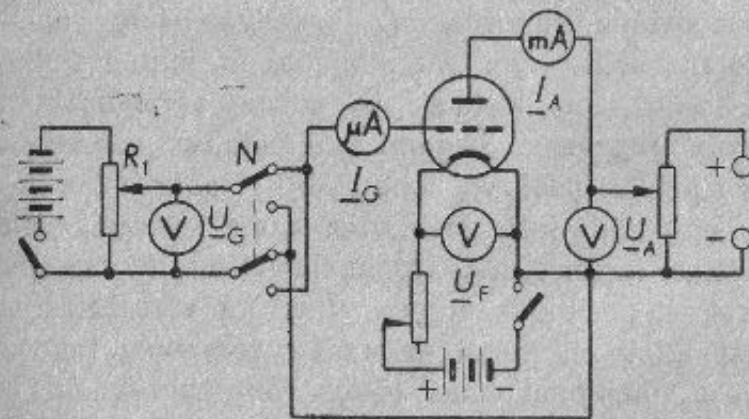 mA
I_A
μA
I_G
R₁
N
V
U_G
V
U_F
V
U_A
+
-
+
-